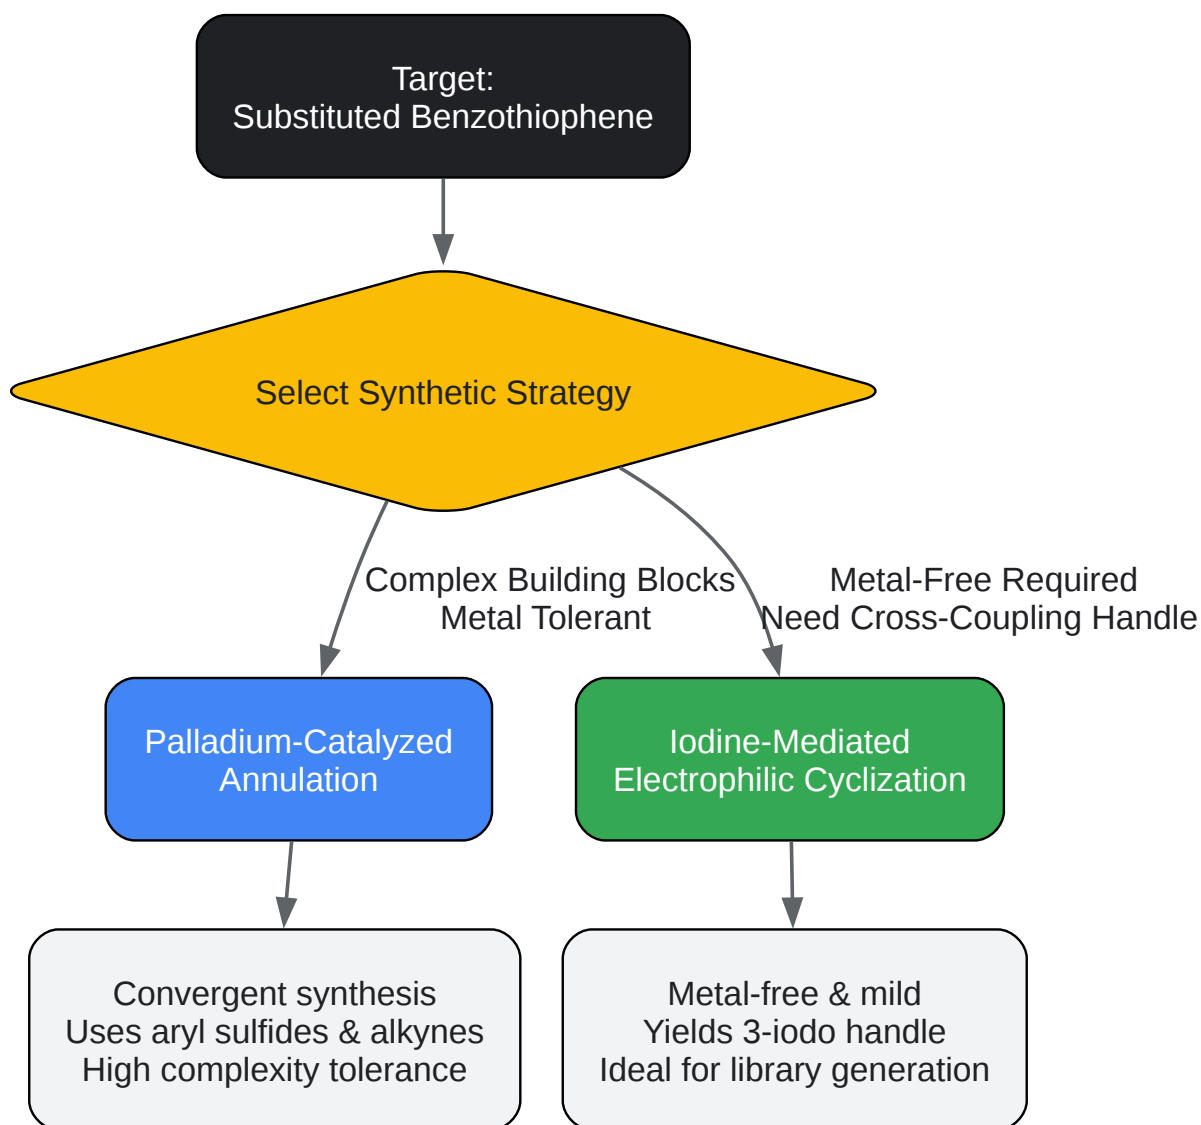 Target:
Substituted Benzothiophene
Select Synthetic Strategy
Complex Building Blocks
Metal Tolerant
Metal-Free Required
Need Cross-Coupling Handle
Palladium-Catalyzed
Annulation
Iodine-Mediated
Electrophilic Cyclization
Convergent synthesis
Uses aryl sulfides & alkynes
High complexity tolerance
Metal-free & mild
Yields 3-iodo handle
Ideal for library generation